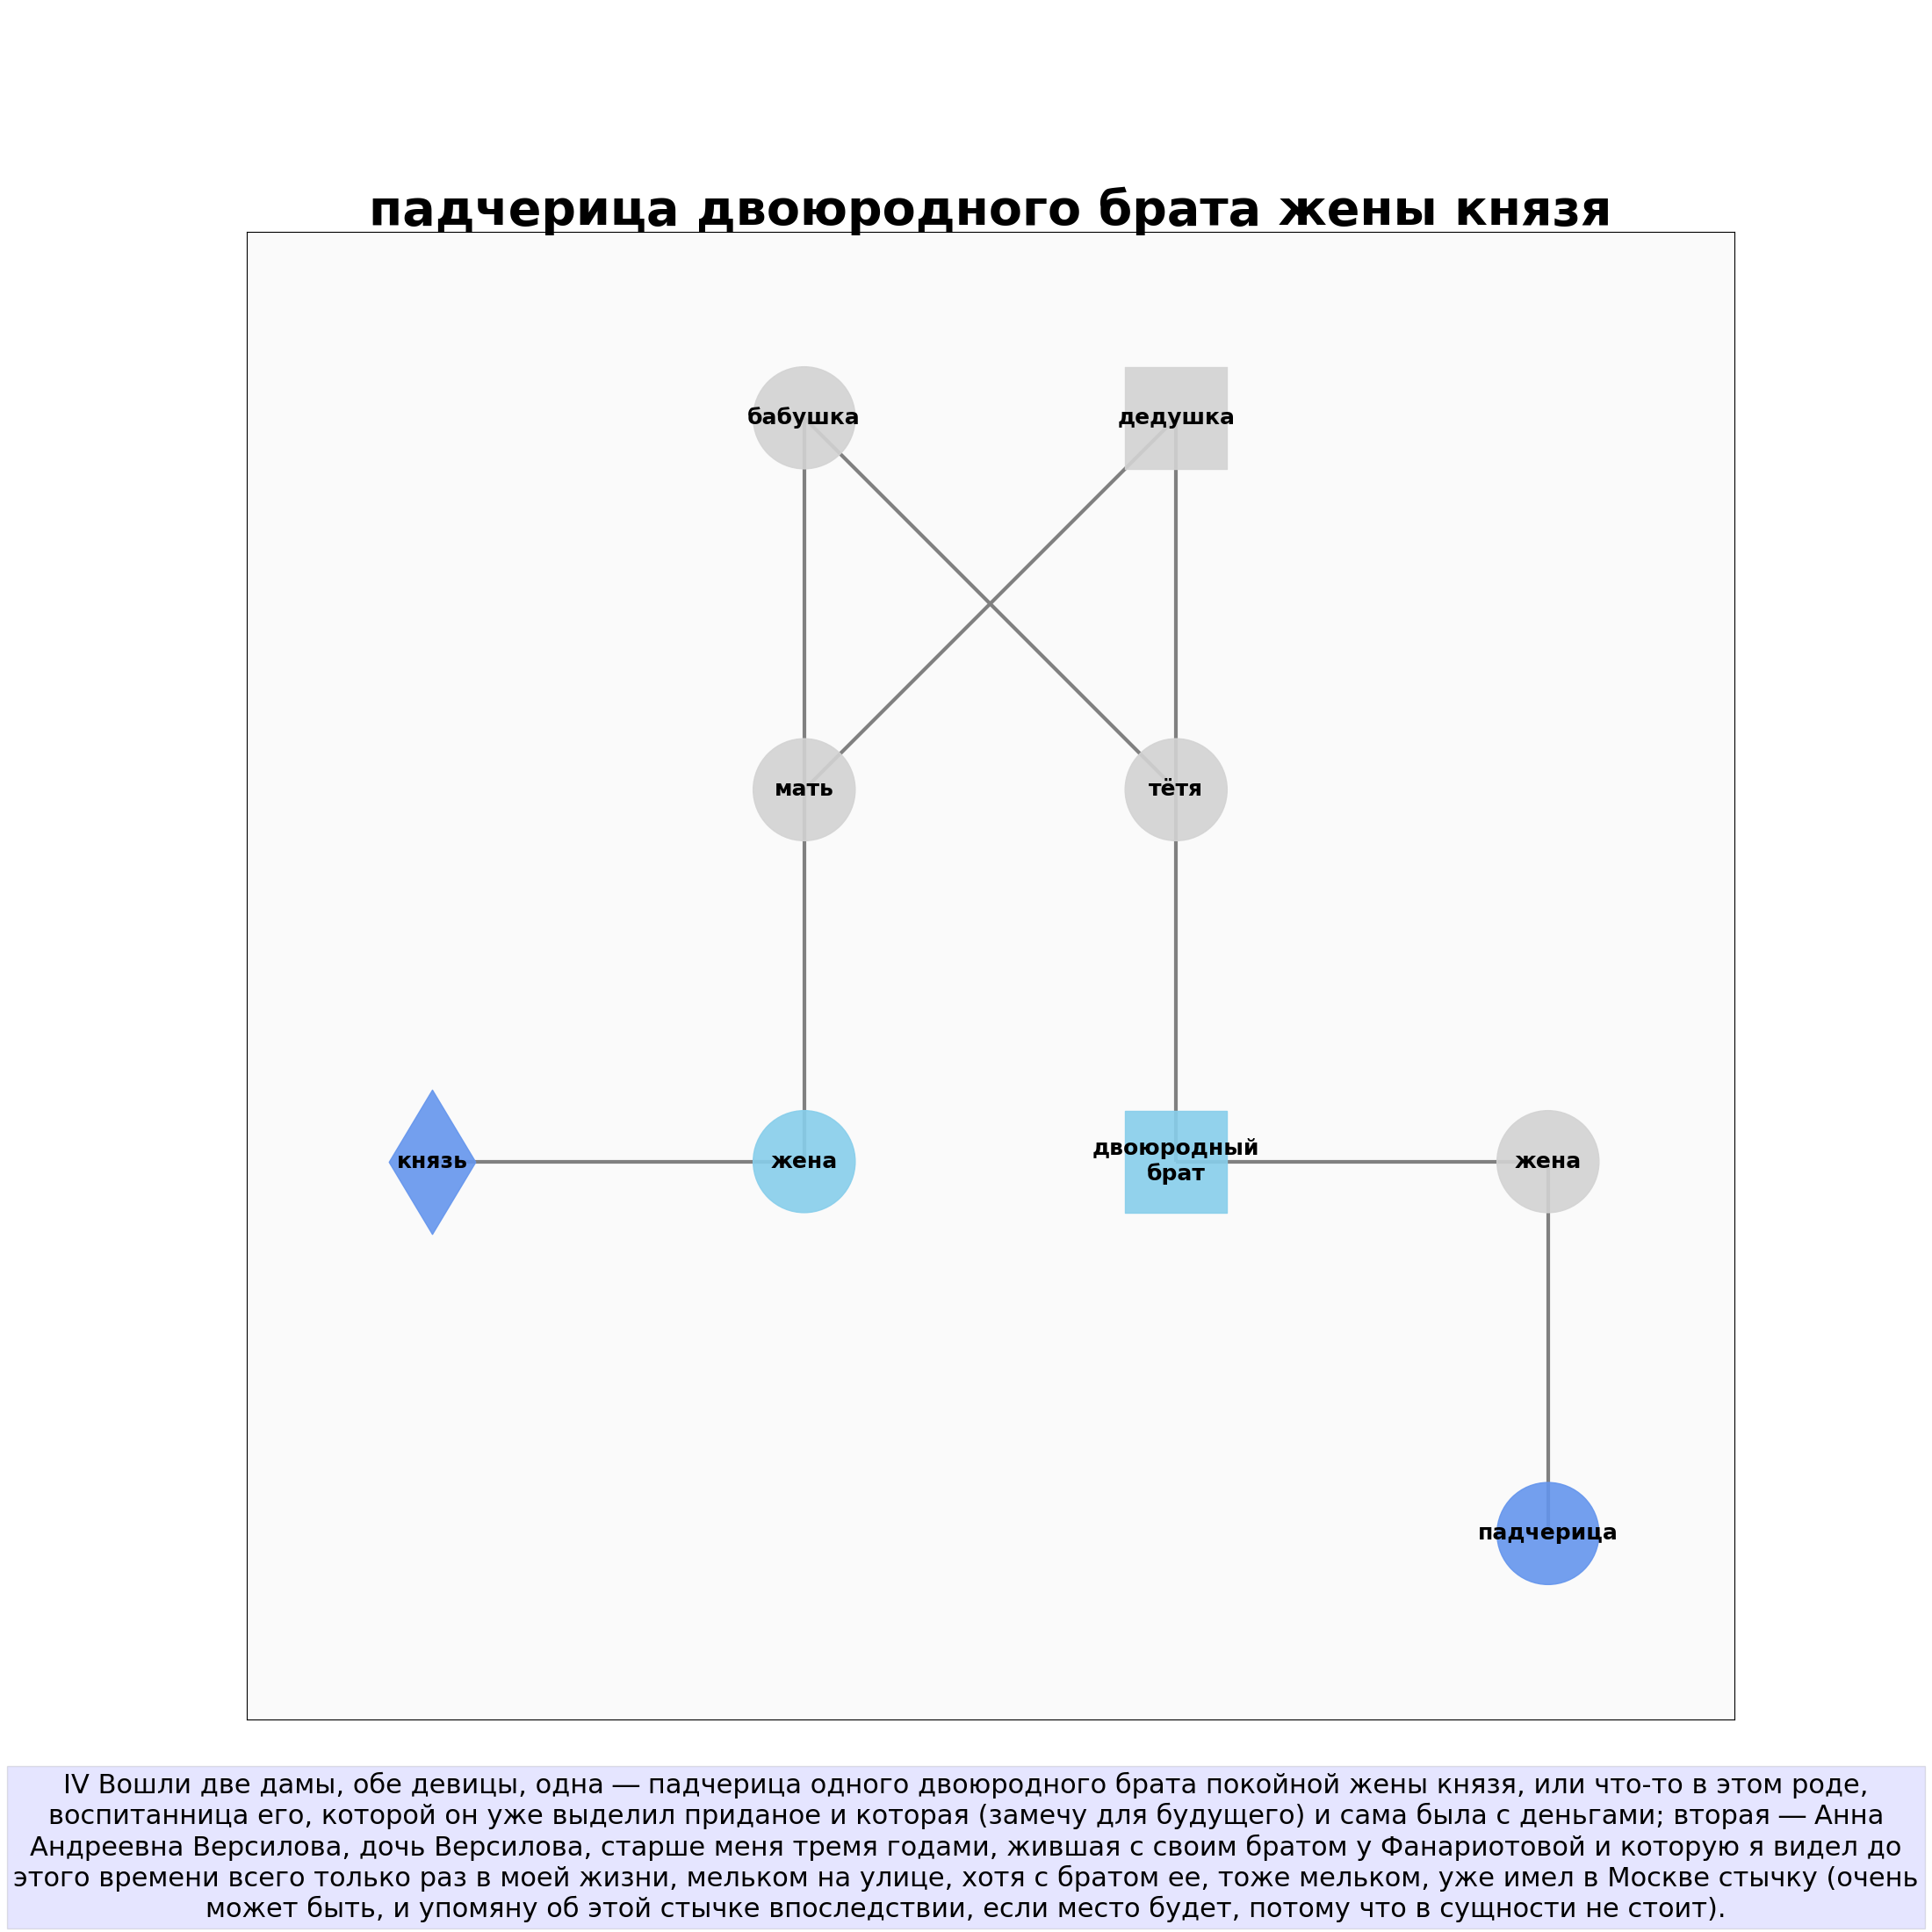 падчерица двоюродного брата жены князя
бабушка
дедушка
мать
тётя
князь
жена
двоюродный
брат
жена
падчерица
IV Вошли две дамы, обе девицы, одна — падчерица одного двоюродного брата покойной жены князя, или что-то в этом роде,
воспитанница его, которой он уже выделил приданое и которая (замечу для будущего) и сама была с деньгами; вторая — Анна
Андреевна Версилова, дочь Версилова, старше меня тремя годами, жившая с своим братом у Фанариотовой и которую я видел до
этого времени всего только раз в моей жизни, мельком на улице, хотя с братом ее, тоже мельком, уже имел в Москве стычку (очень
может быть, и упомяну об этой стычке впоследствии, если место будет, потому что в сущности не стоит).